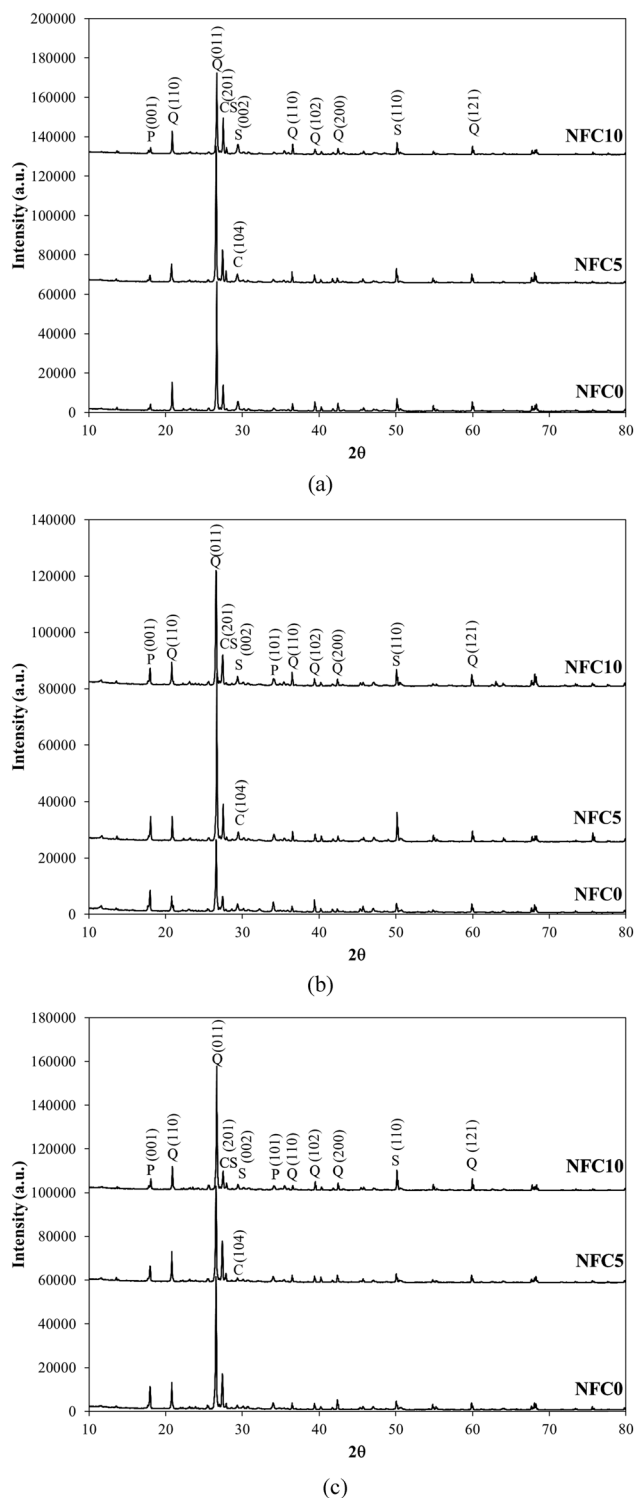 200000
180000
160000
140000
120000
100000
80000
60000
40000
20000
0
Intensity (a.u.)
P(001)
Q(110)
Q(011)
CS(201)
S(002)
Q(110)
Q(102)
Q(200)
S(110)
Q(121)
NFC10
C(104)
NFC5
NFC0
10 20 30 40 50 60 70 80
2θ
(a)
140000
120000
100000
80000
60000
40000
20000
0
Intensity (a.u.)
P(001)
Q(110)
Q(011)
CS(201)
S(002)
P(101)
Q(110)
Q(102)
Q(200)
S(110)
Q(121)
NFC10
C(104)
NFC5
NFC0
10 20 30 40 50 60 70 80
2θ
(b)
180000
160000
140000
120000
100000
80000
60000
40000
20000
0
Intensity (a.u.)
P(001)
Q(110)
Q(011)
CS(201)
S(002)
P(101)
Q(110)
Q(102)
Q(200)
S(110)
Q(121)
NFC10
C(104)
NFC5
NFC0
10 20 30 40 50 60 70 80
2θ
(c)